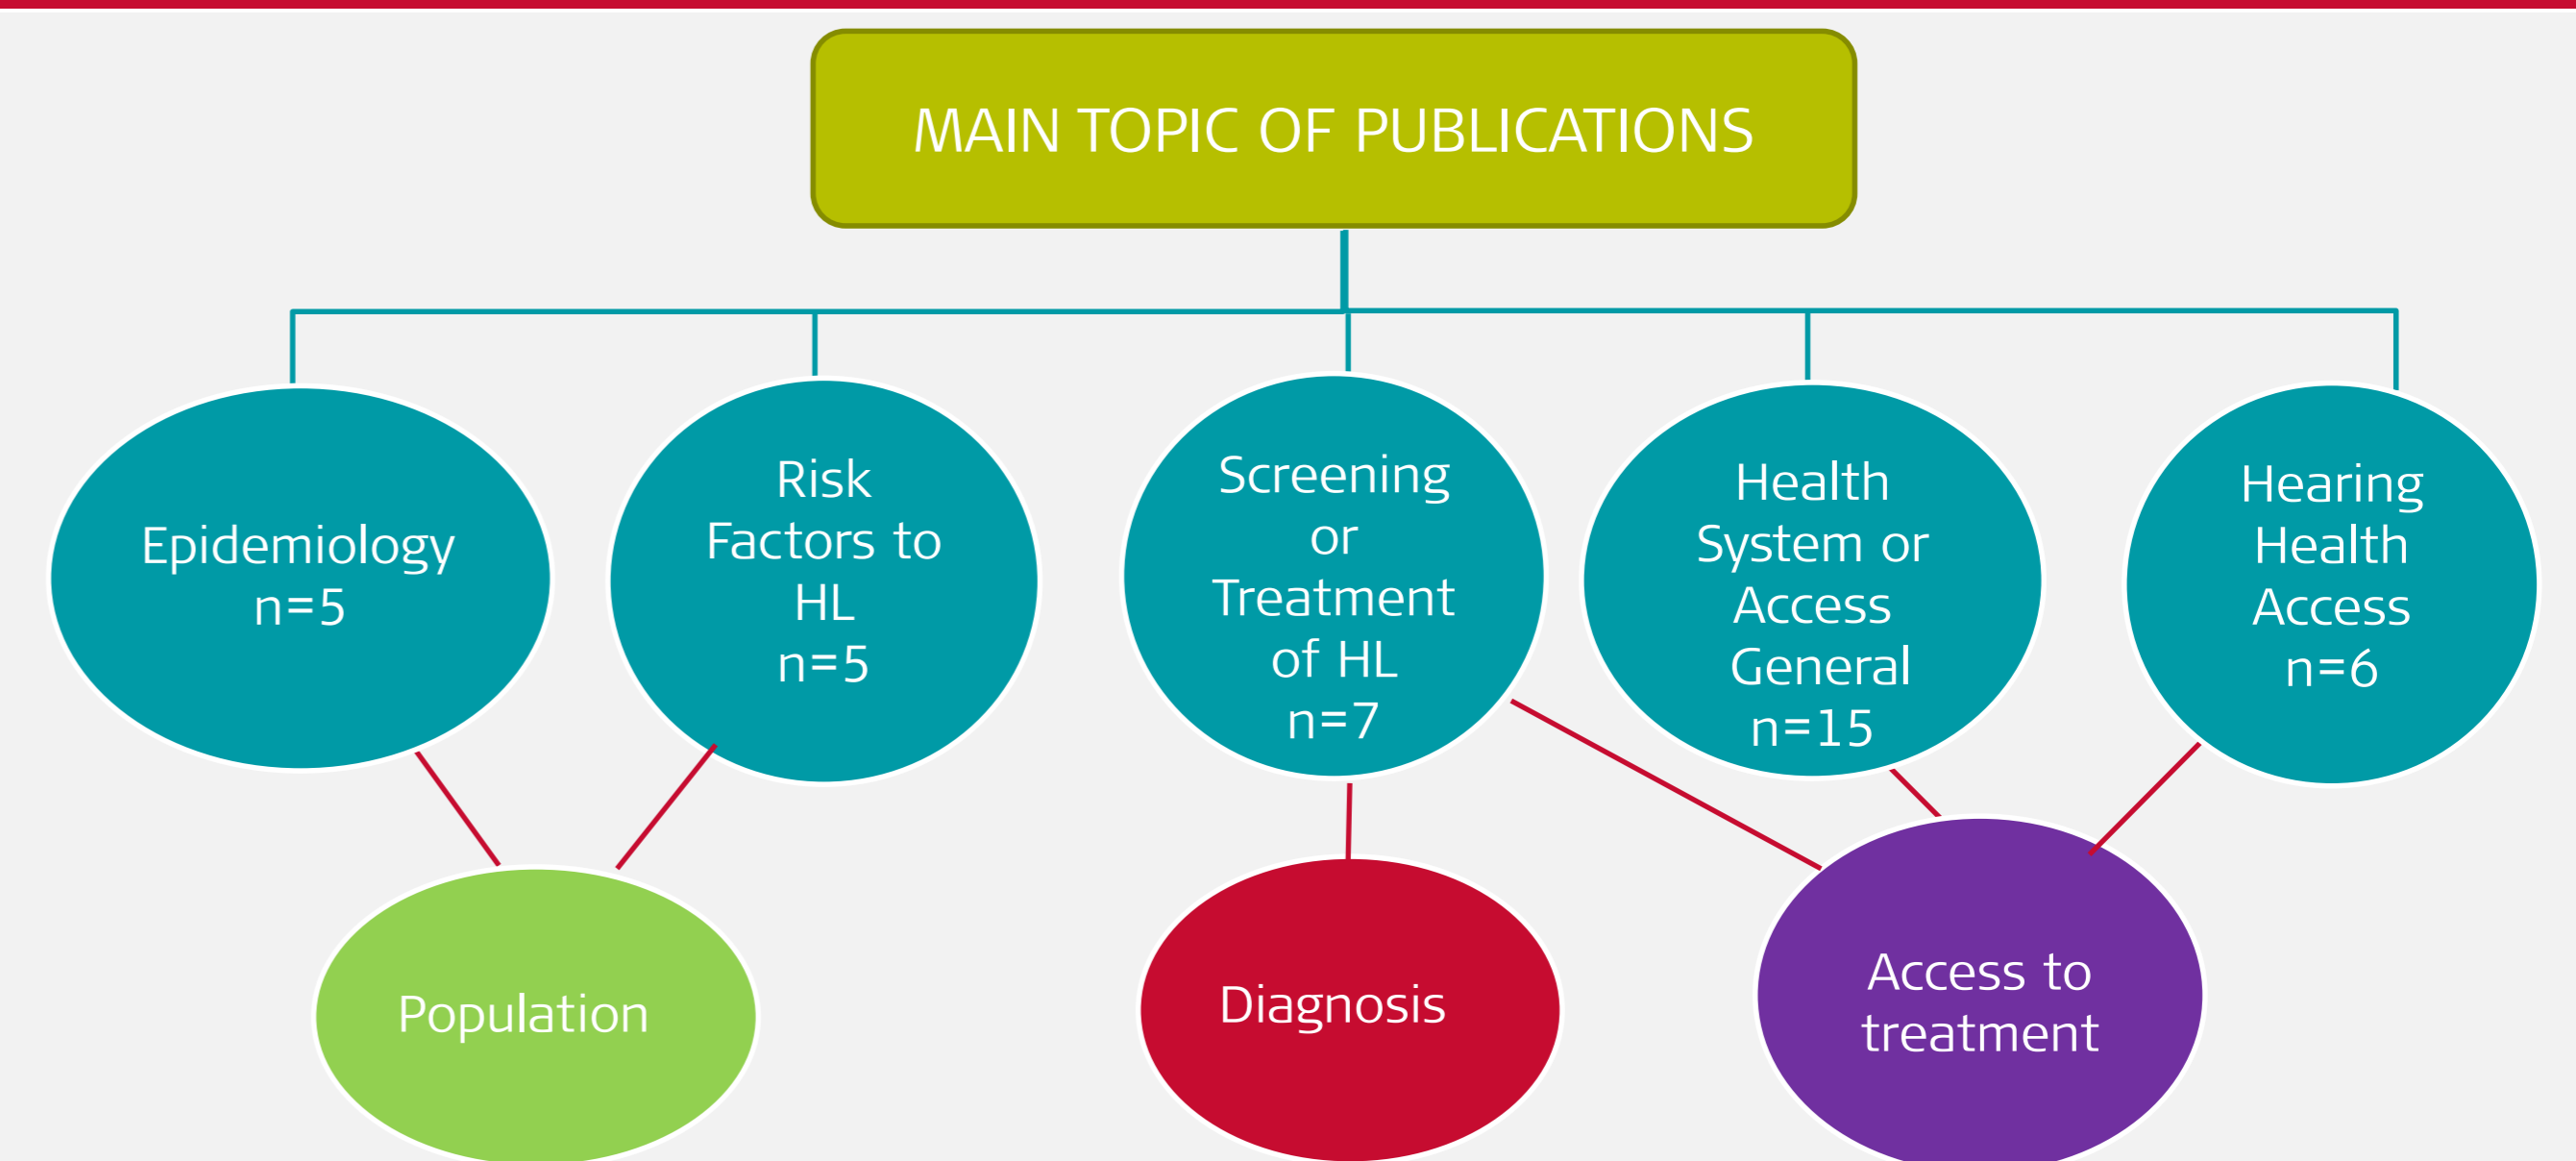 MAIN TOPIC OF PUBLICATIONS
Epidemiology
n=5
Risk
Factors to
HL
n=5
Screening
or
Treatment
of HL
n=7
Health
System or
Access
General
n=15
Hearing
Health
Access
n=6
Population
Diagnosis
Access to
treatment